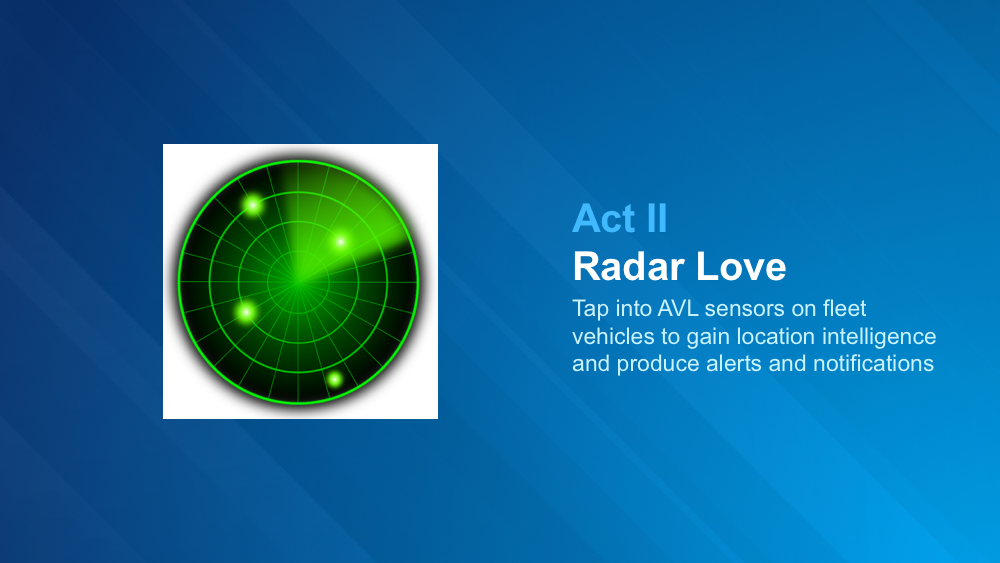 Act II
Radar Love
Tap into AVL sensors on fleet
vehicles to gain location intelligence
and produce alerts and notifications